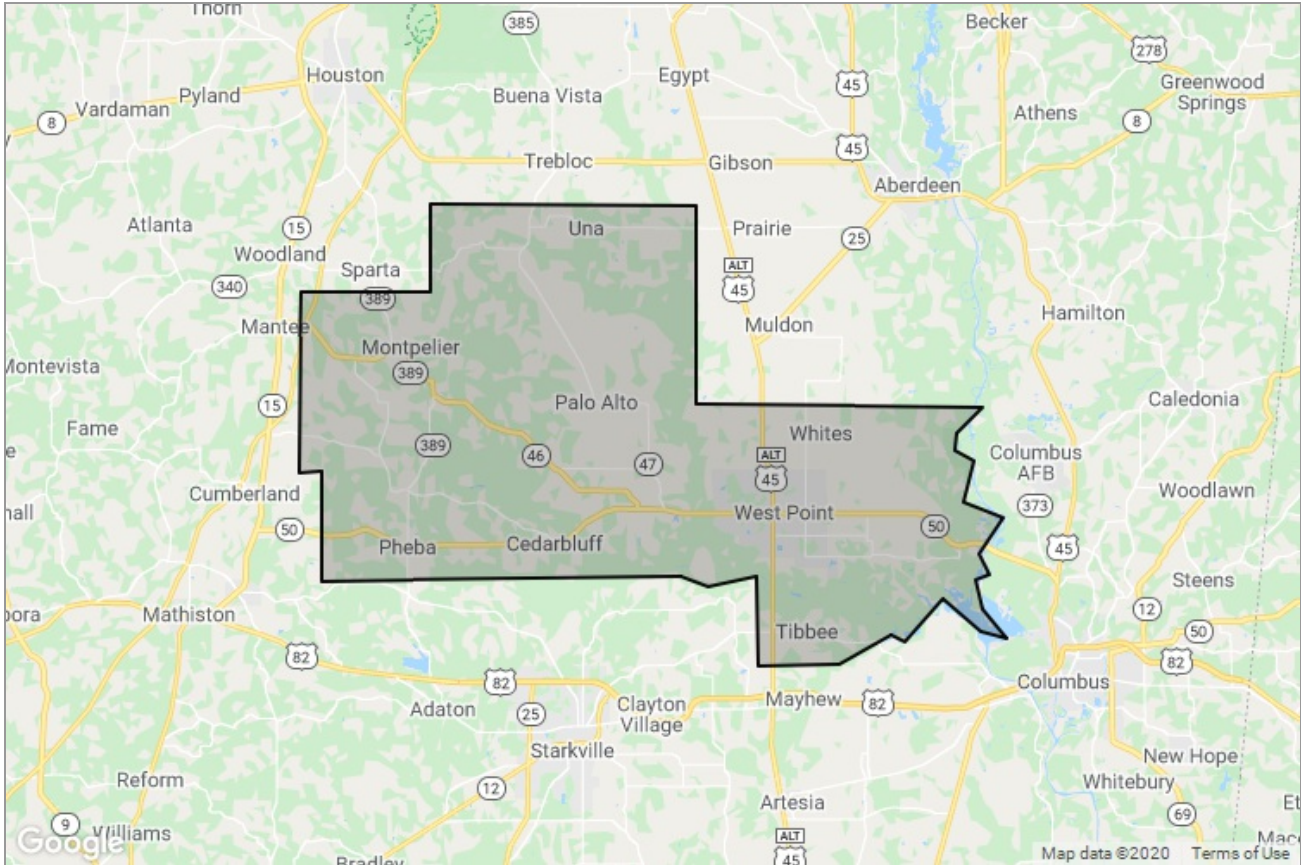 Thorn
385
Becker
278
Houston
Egypt
45
Greenwood
Springs
Pyland
Buena Vista
Vardaman
Athens
8
8
45
Trebloc
Gibson
Aberdeen
Atlanta
15
Una
Prairie
25
Woodland
ALT
45
Sparta
340
389
Hamilton
Mantee
Muldon
Montpelier
Montevista
389
15
Palo Alto
Caledonia
Fame
Whites
389
46
47
ALT
45
Columbus
AFB
Cumberland
373
Woodlawn
West Point
50
50
Pheba
Cedarbluff
45
Steens
Mathiston
12
Tibbee
50
82
82
82
Columbus
Adaton
25
Clayton
Village
Mayhew
82
Starkville
New Hope
Reform
12
Whitebury
Artesia
69
9
Williams
ALT
45
Google
Bradley
Map data ©2020 Terms of Use